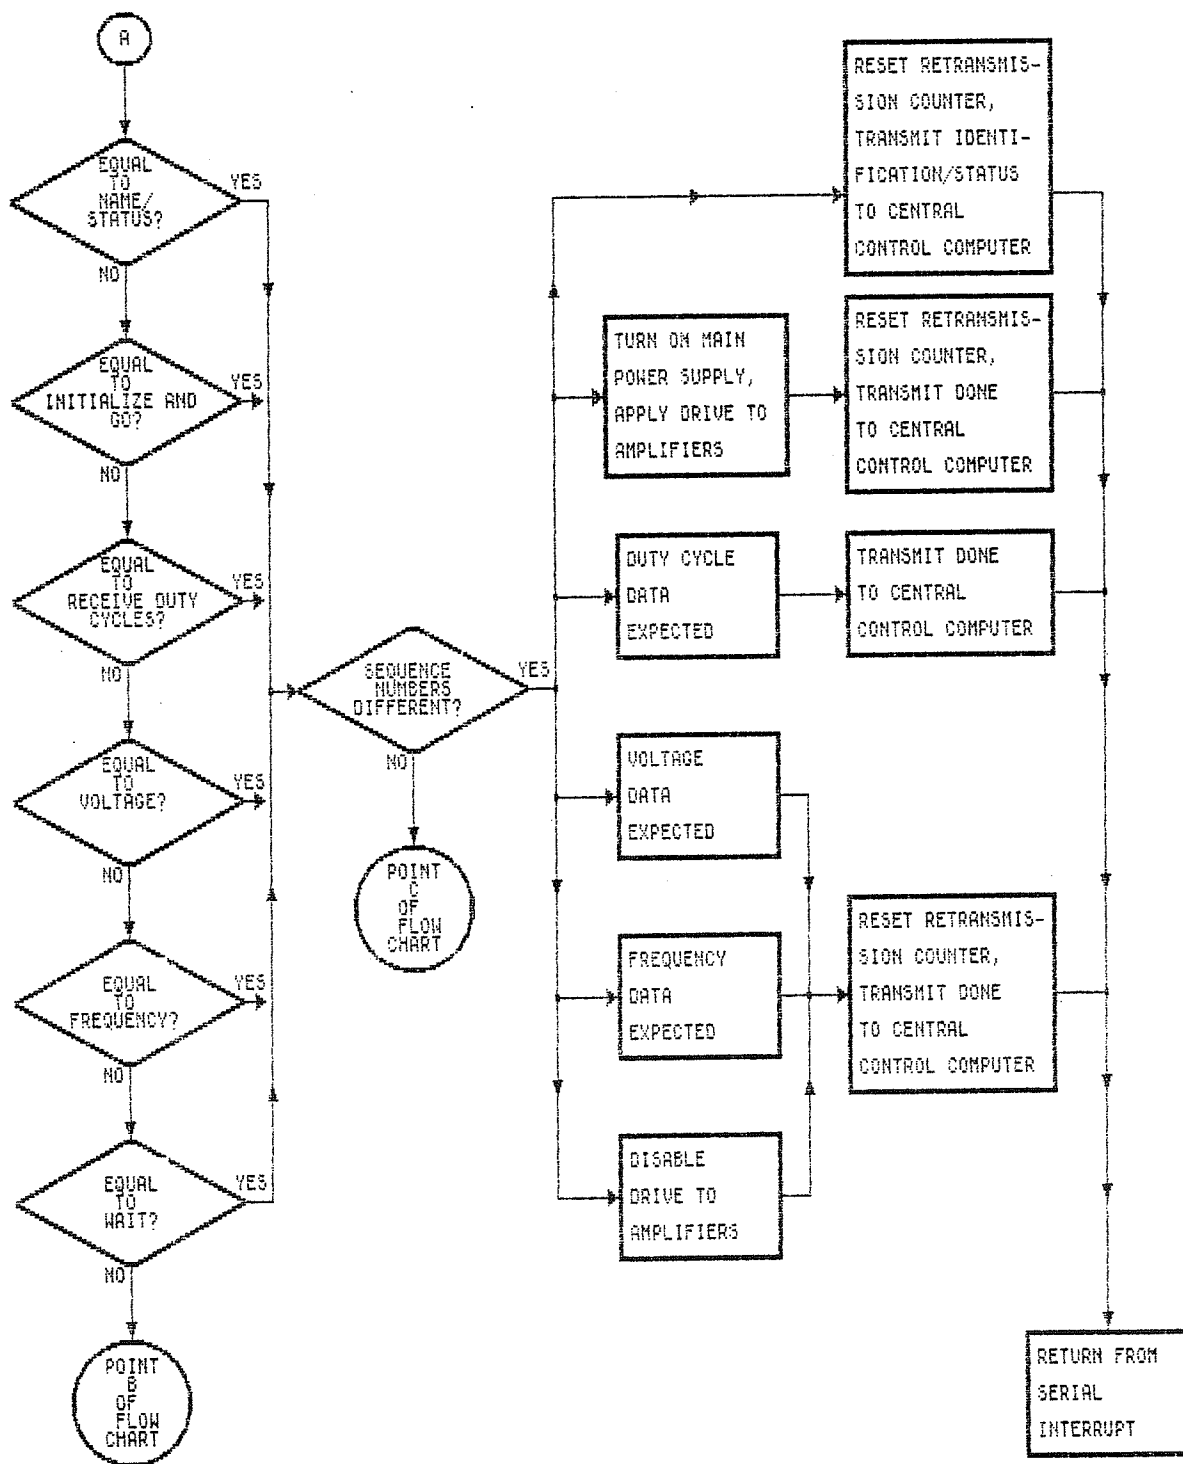 A
EQUAL
TO
NAME/
STATUS?
YES
NO
EQUAL
TO
INITIALIZE AND
GO?
YES
NO
EQUAL
TO
RECEIVE DUTY
CYCLES?
YES
NO
EQUAL
TO
VOLTAGE?
YES
NO
EQUAL
TO
FREQUENCY?
YES
NO
EQUAL
TO
WAIT?
YES
NO
POINT
B
OF
FLOW
CHART
SEQUENCE
NUMBERS
DIFFERENT?
YES
NO
POINT
C
OF
FLOW
CHART
RESET RETRANSMIS-
SION COUNTER,
TRANSMIT IDENTI-
FICATION/STATUS
TO CENTRAL
CONTROL COMPUTER
TURN ON MAIN
POWER SUPPLY,
APPLY DRIVE TO
AMPLIFIERS
RESET RETRANSMIS-
SION COUNTER,
TRANSMIT DONE
TO CENTRAL
CONTROL COMPUTER
DUTY CYCLE
DATA
EXPECTED
TRANSMIT DONE
TO CENTRAL
CONTROL COMPUTER
VOLTAGE
DATA
EXPECTED
FREQUENCY
DATA
EXPECTED
RESET RETRANSMIS-
SION COUNTER,
TRANSMIT DONE
TO CENTRAL
CONTROL COMPUTER
DISABLE
DRIVE TO
AMPLIFIERS
RETURN FROM
SERIAL
INTERRUPT